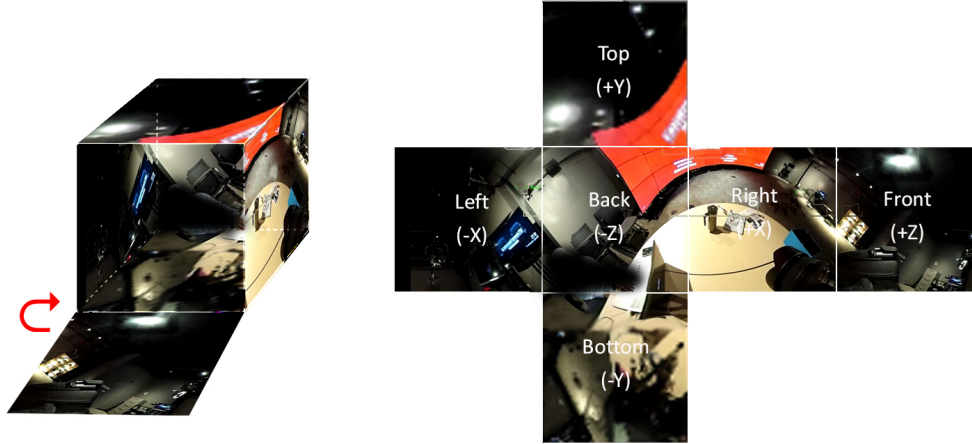 Top
(+Y)
Left
(-X)
Back
(-Z)
Right
(+X)
Front
(+Z)
Bottom
(-Y)